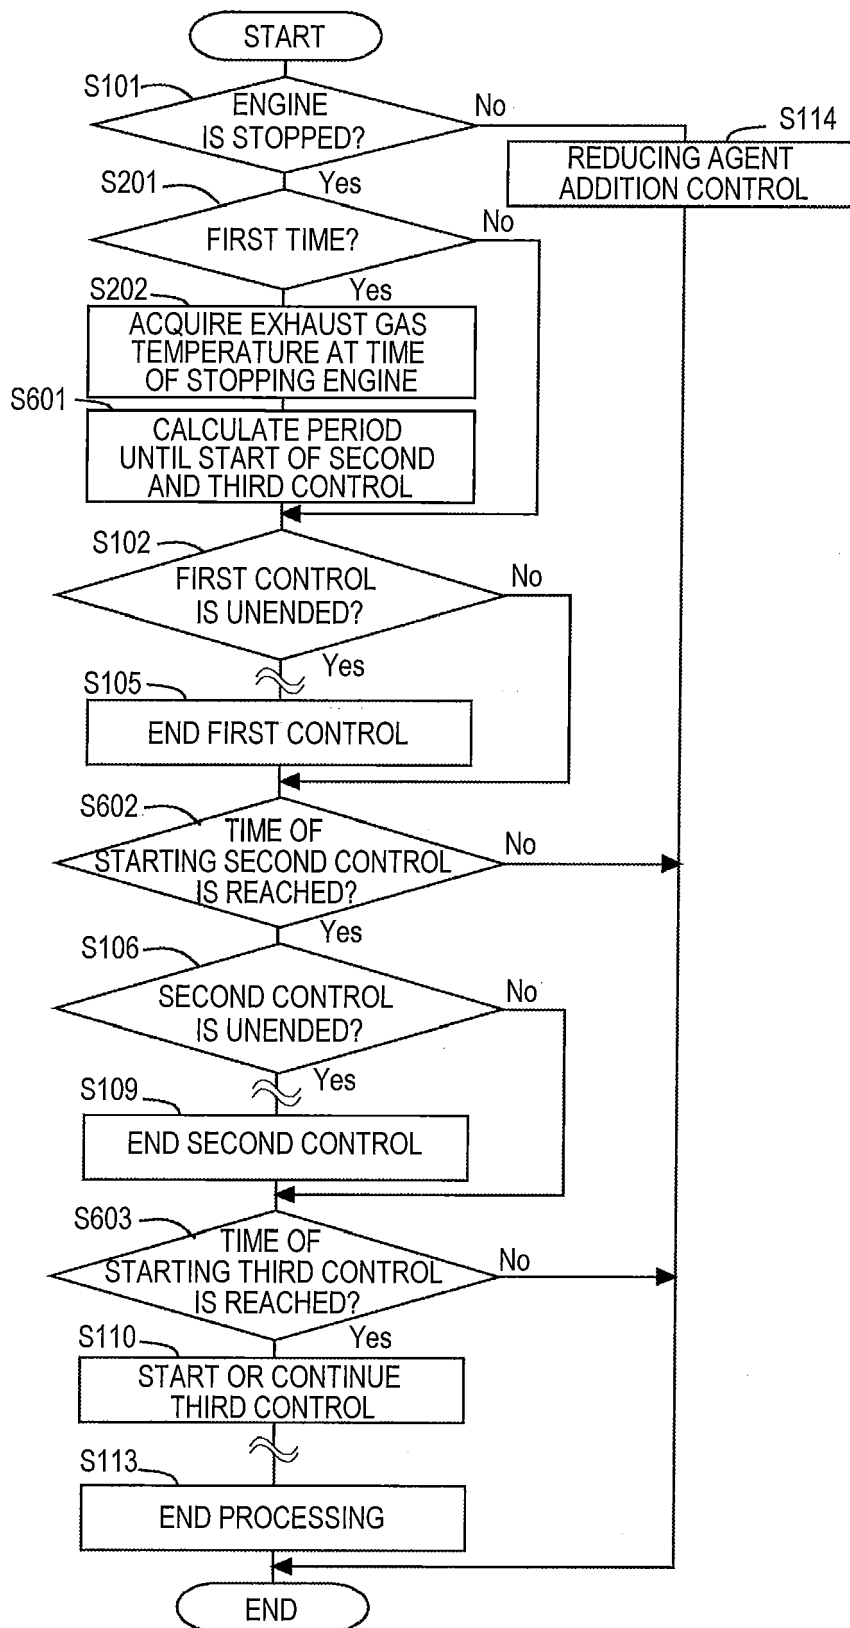 START
S101
ENGINE
IS STOPPED?
No
S114
REDUCING AGENT
ADDITION CONTROL
Yes
S201
FIRST TIME?
No
Yes
S202
ACQUIRE EXHAUST GAS
TEMPERATURE AT TIME
OF STOPPING ENGINE
S601
CALCULATE PERIOD
UNTIL START OF SECOND
AND THIRD CONTROL
S102
FIRST CONTROL
IS UNENDED?
No
Yes
S105
END FIRST CONTROL
S602
TIME OF
STARTING SECOND CONTROL
IS REACHED?
No
Yes
S106
SECOND CONTROL
IS UNENDED?
No
Yes
S109
END SECOND CONTROL
S603
TIME OF
STARTING THIRD CONTROL
IS REACHED?
No
Yes
S110
START OR CONTINUE
THIRD CONTROL
S113
END PROCESSING
END